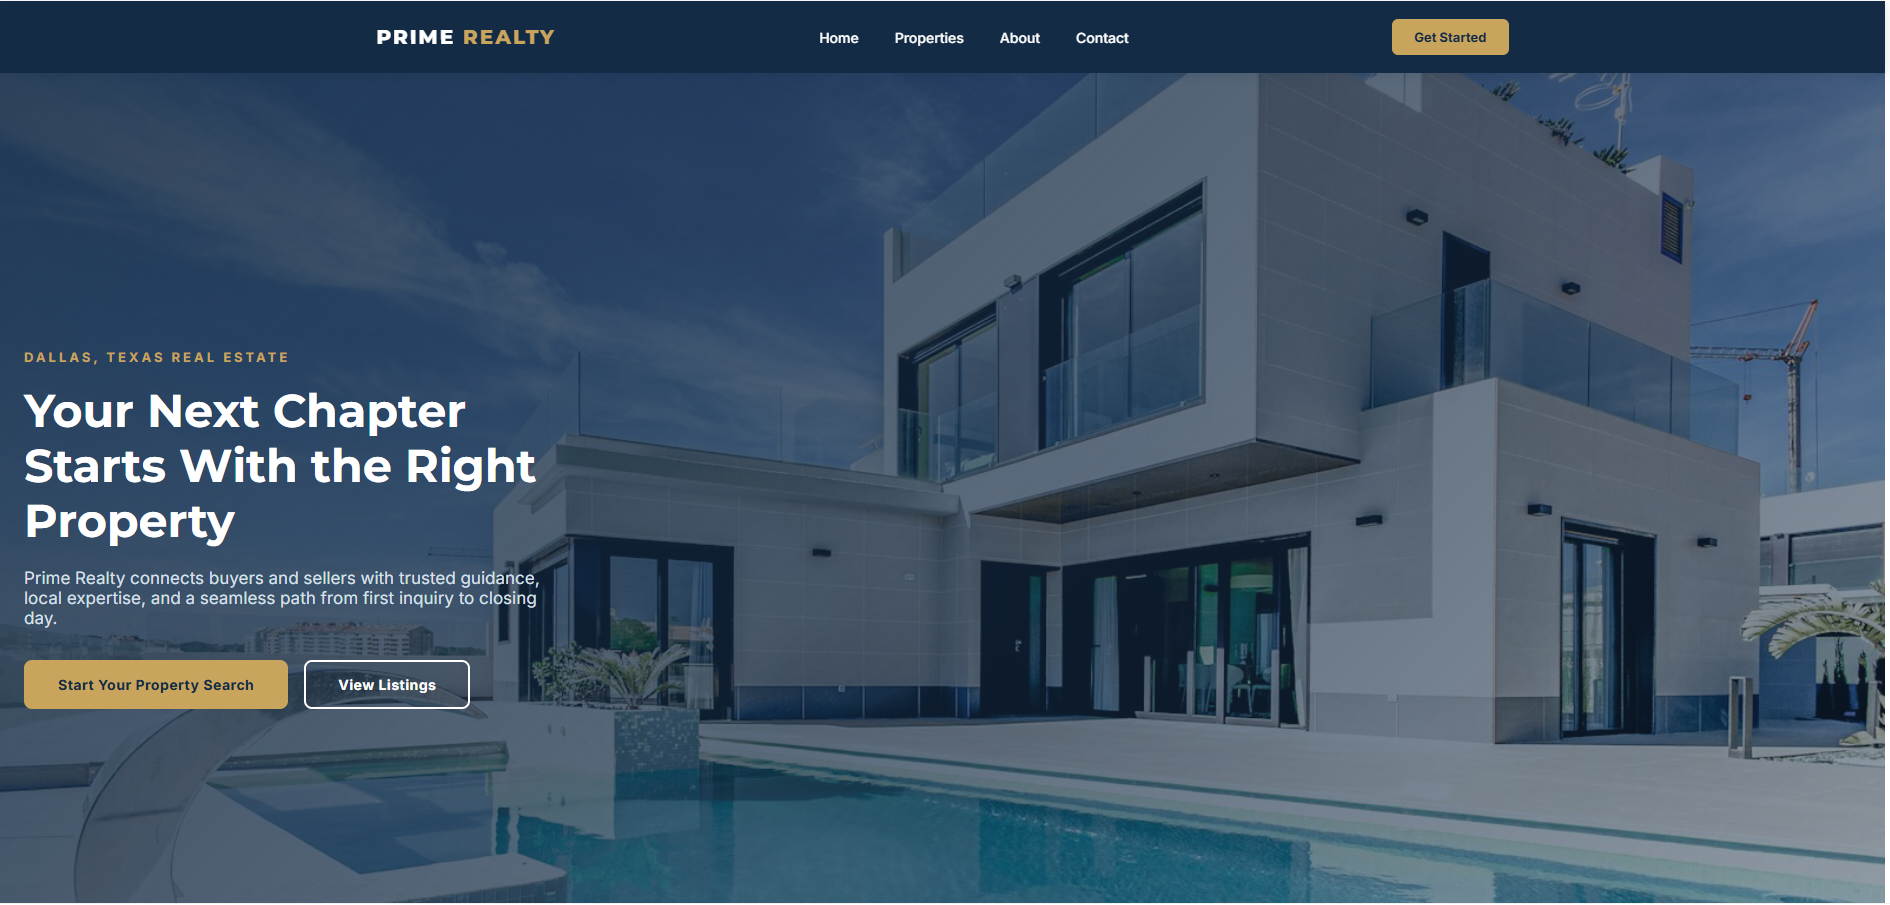 PRIME REALTY
Home
Properties
About
Contact
Get Started
DALLAS, TEXAS REAL ESTATE
Your Next Chapter
Starts With the Right
Property
Prime Realty connects buyers and sellers with trusted guidance,
local expertise, and a seamless path from first inquiry to closing
day.
Start Your Property Search
View Listings